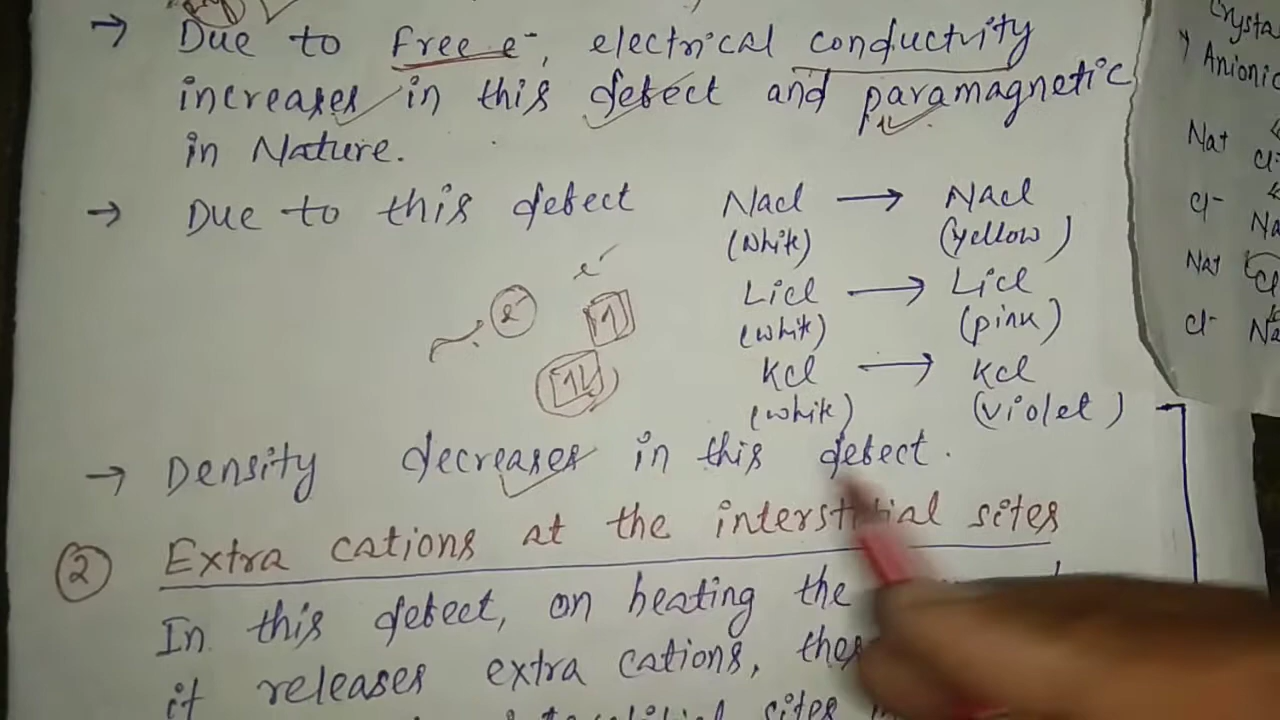 → Due to Free e⁻, electrical conductivity
increases in this defect and paramagnetic
in Nature.
→ Due to this defect NaCl → NaCl
(White) (yellow)
e⁻
LiCl → LiCl
(white) (pink)
KCl → KCl
(white) (violet)
→ Density decreases in this defect.
② Extra cations at the interstitial sites
In this defect, on heating the
it releases extra cations,
sites
Crysta
Anionic
Na+
Cl-
Na+
Cl-